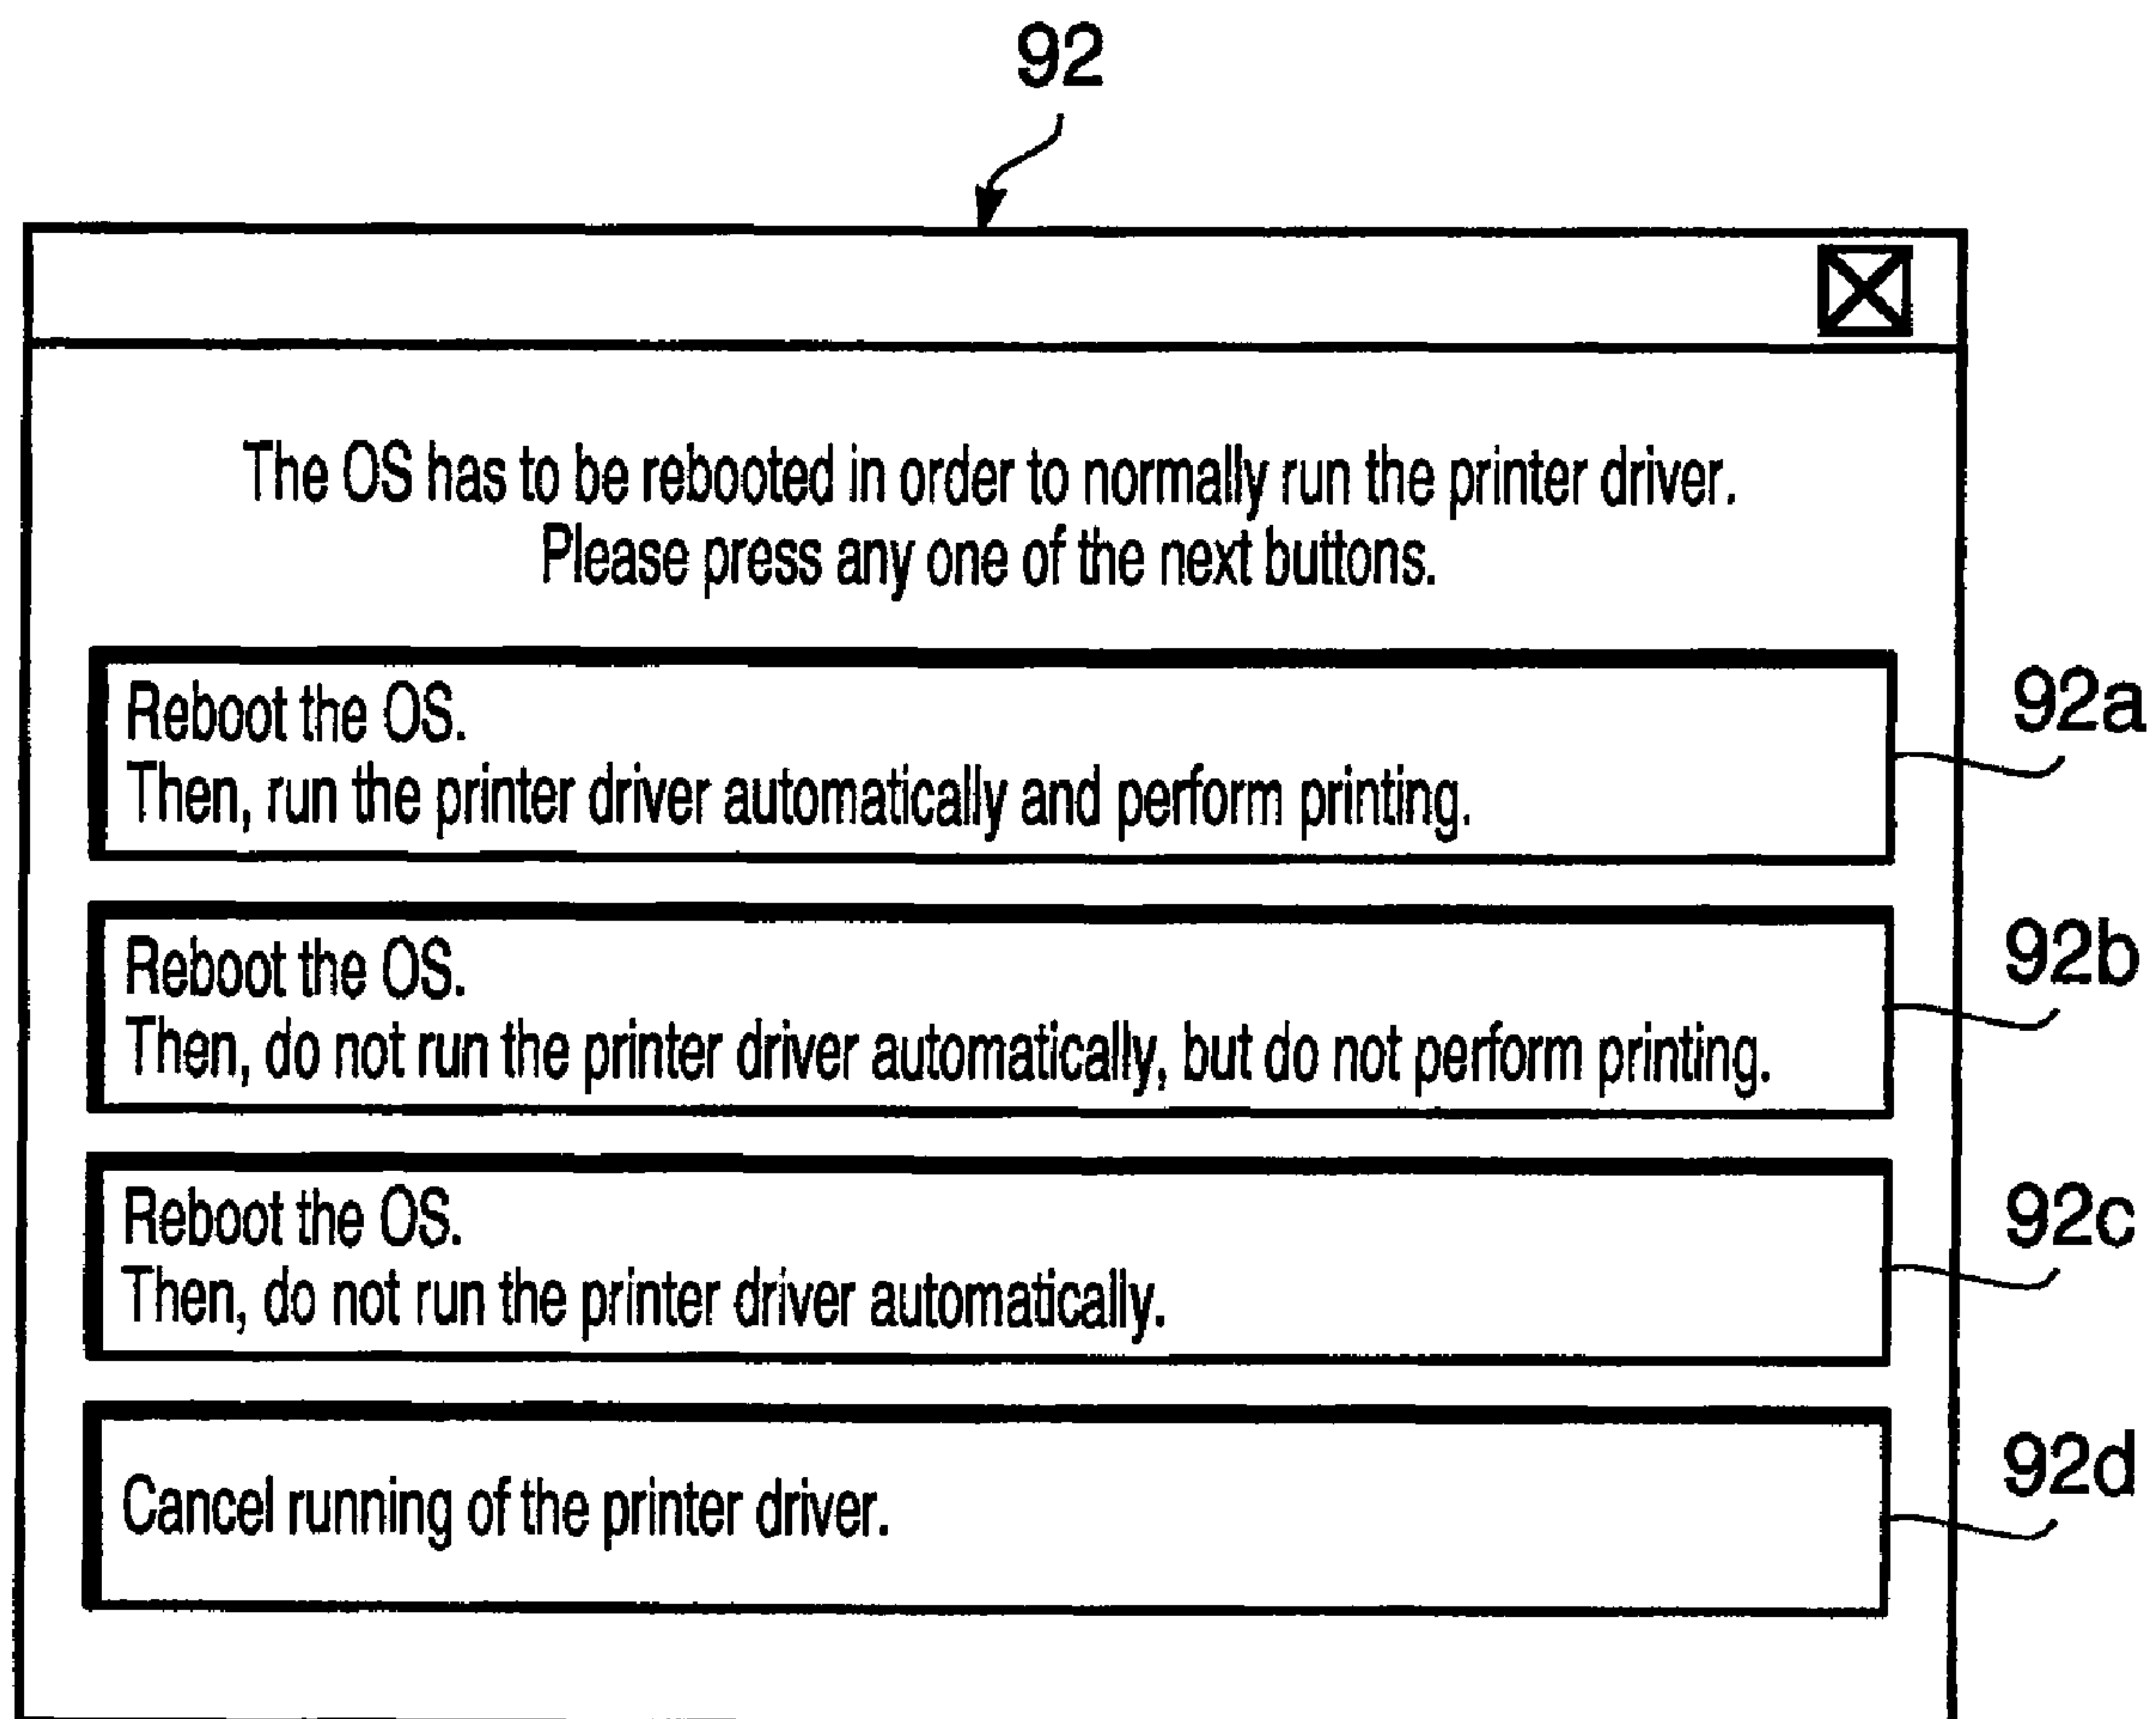 92
The OS has to be rebooted in order to normally run the printer driver.
Please press any one of the next buttons.
Reboot the OS.
Then, run the printer driver automatically and perform printing.
92a
Reboot the OS.
Then, do not run the printer driver automatically, but do not perform printing.
92b
Reboot the OS.
Then, do not run the printer driver automatically.
92c
Cancel running of the printer driver.
92d